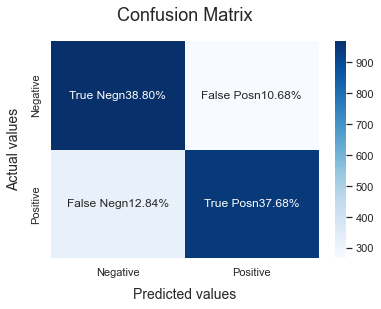 Confusion Matrix
Actual values
Negative
True Negn38.80%
False Posn10.68%
Positive
False Negn12.84%
True Posn37.68%
Negative
Positive
Predicted values
900
800
700
600
500
400
300